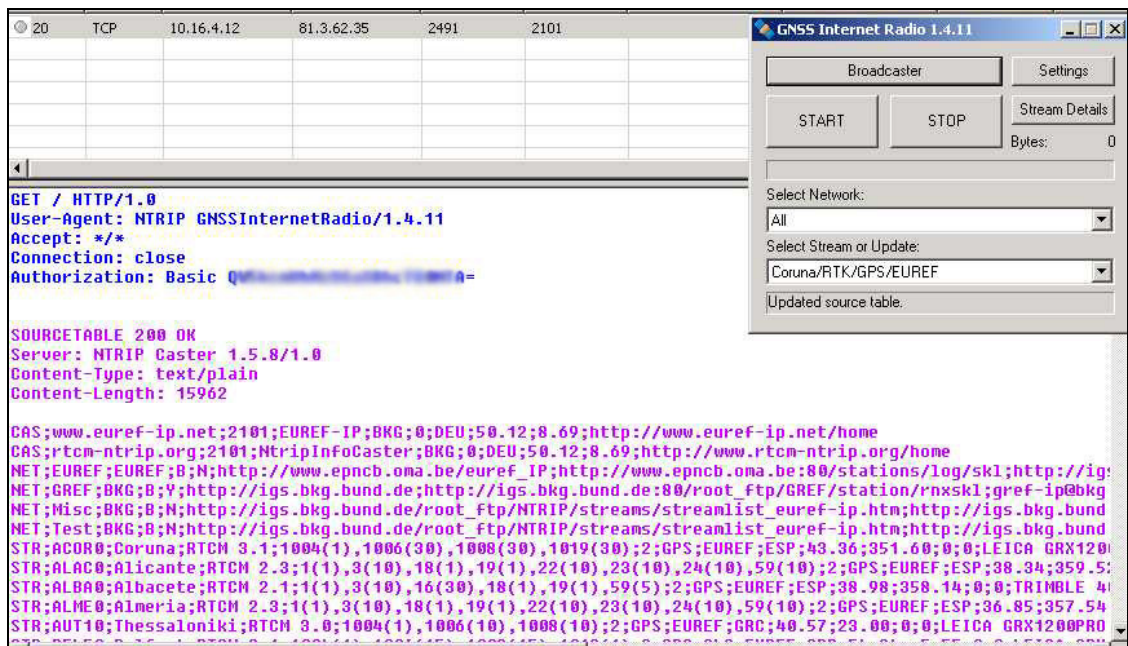 20 TCP 10.16.4.12 81.3.62.35 2491 2101
GNSS Internet Radio 1.4.11
Broadcaster
Settings
START
STOP
Stream Details
Bytes: 0
Select Network:
All
Select Stream or Update:
Coruna/RTK/GPS/EUREF
Updated source table.
GET / HTTP/1.0
User-Agent: NTRIP GNSSInternetRadio/1.4.11
Accept: */*
Connection: close
Authorization: Basic
SOURCETABLE 200 OK
Server: NTRIP Caster 1.5.8/1.0
Content-Type: text/plain
Content-Length: 15962
CAS;www.euref-ip.net;2101;EUREF-IP;BKG;0;DEU;50.12;8.69;http://www.euref-ip.net/home
CAS;rtcm-ntrip.org;2101;NtripInfoCaster;BKG;0;DEU;50.12;8.69;http://www.rtcm-ntrip.org/home
NET;EUREF;EUREF;B;N;http://www.epncb.oma.be/euref_IP;http://www.epncb.oma.be:80/stations/log/skl;http://igs
NET;GREF;BKG;B;Y;http://igs.bkg.bund.de;http://igs.bkg.bund.de:80/root_ftp/GREF/station/rnxskl;gref-ip@bkg
NET;Misc;BKG;B;N;http://igs.bkg.bund.de/root_ftp/NTRIP/streams/streamlist_euref-ip.htm;http://igs.bkg.bund
NET;Test;BKG;B;N;http://igs.bkg.bund.de/root_ftp/NTRIP/streams/streamlist_euref-ip.htm;http://igs.bkg.bund
STR;ACOR0;Coruna;RTCM 3.1;1004(1),1006(30),1008(30),1019(30);2;GPS;EUREF;ESP;43.36;351.60;0;0;LEICA GRX120
STR;ALAC0;Alicante;RTCM 2.3;1(1),3(10),18(1),19(1),22(10),23(10),24(10),59(10);2;GPS;EUREF;ESP;38.34;359.5
STR;ALBA0;Albacete;RTCM 2.1;1(1),3(10),16(30),18(1),19(1),59(5);2;GPS;EUREF;ESP;38.98;358.14;0;0;TRIMBLE 4
STR;ALME0;Almeria;RTCM 2.3;1(1),3(10),18(1),19(1),22(10),23(10),24(10),59(10);2;GPS;EUREF;ESP;36.85;357.54
STR;AUT10;Thessaloniki;RTCM 3.0;1004(1),1006(10),1008(10);2;GPS;EUREF;GRC;40.57;23.00;0;0;LEICA GRX1200PRO